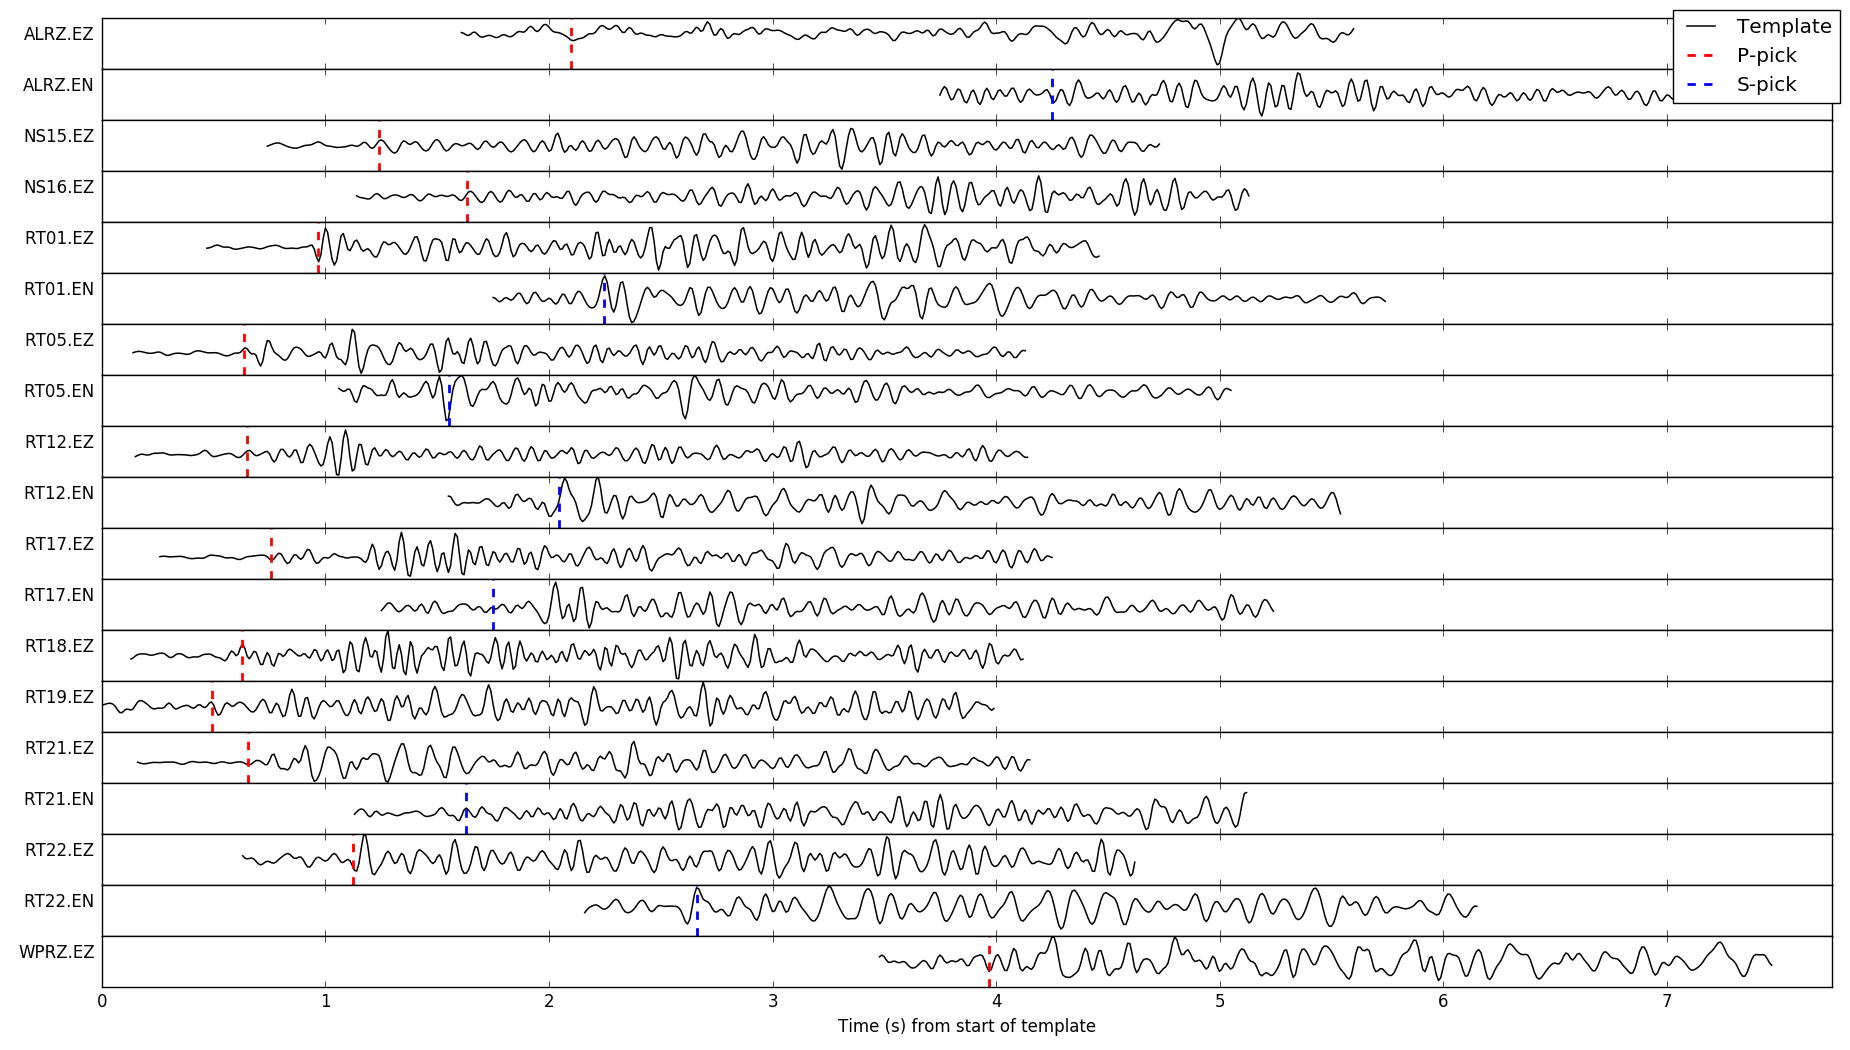 ALRZ.EZ
ALRZ.EN
NS15.EZ
NS16.EZ
RT01.EZ
RT01.EN
RT05.EZ
RT05.EN
RT12.EZ
RT12.EN
RT17.EZ
RT17.EN
RT18.EZ
RT19.EZ
RT21.EZ
RT21.EN
RT22.EZ
RT22.EN
WPRZ.EZ
Template
P-pick
S-pick
0 1 2 3 4 5 6 7
Time (s) from start of template